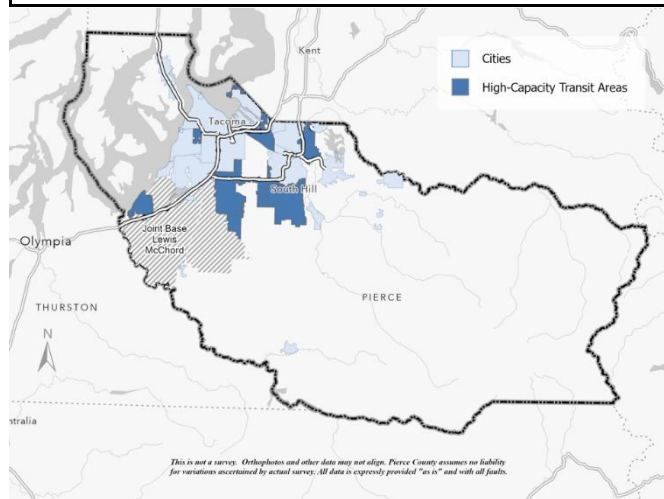 Kent
Cities
High-Capacity Transit Areas
Tacoma
South Hill
Joint Base
Lewis
McChord
Olympia
THURSTON
PIERCE
N
ntralia
This is not a survey. Orthophotos and other data may not align. Pierce County assumes no liability
for variations ascertained by actual survey. All data is expressly provided "as is" and with all faults.